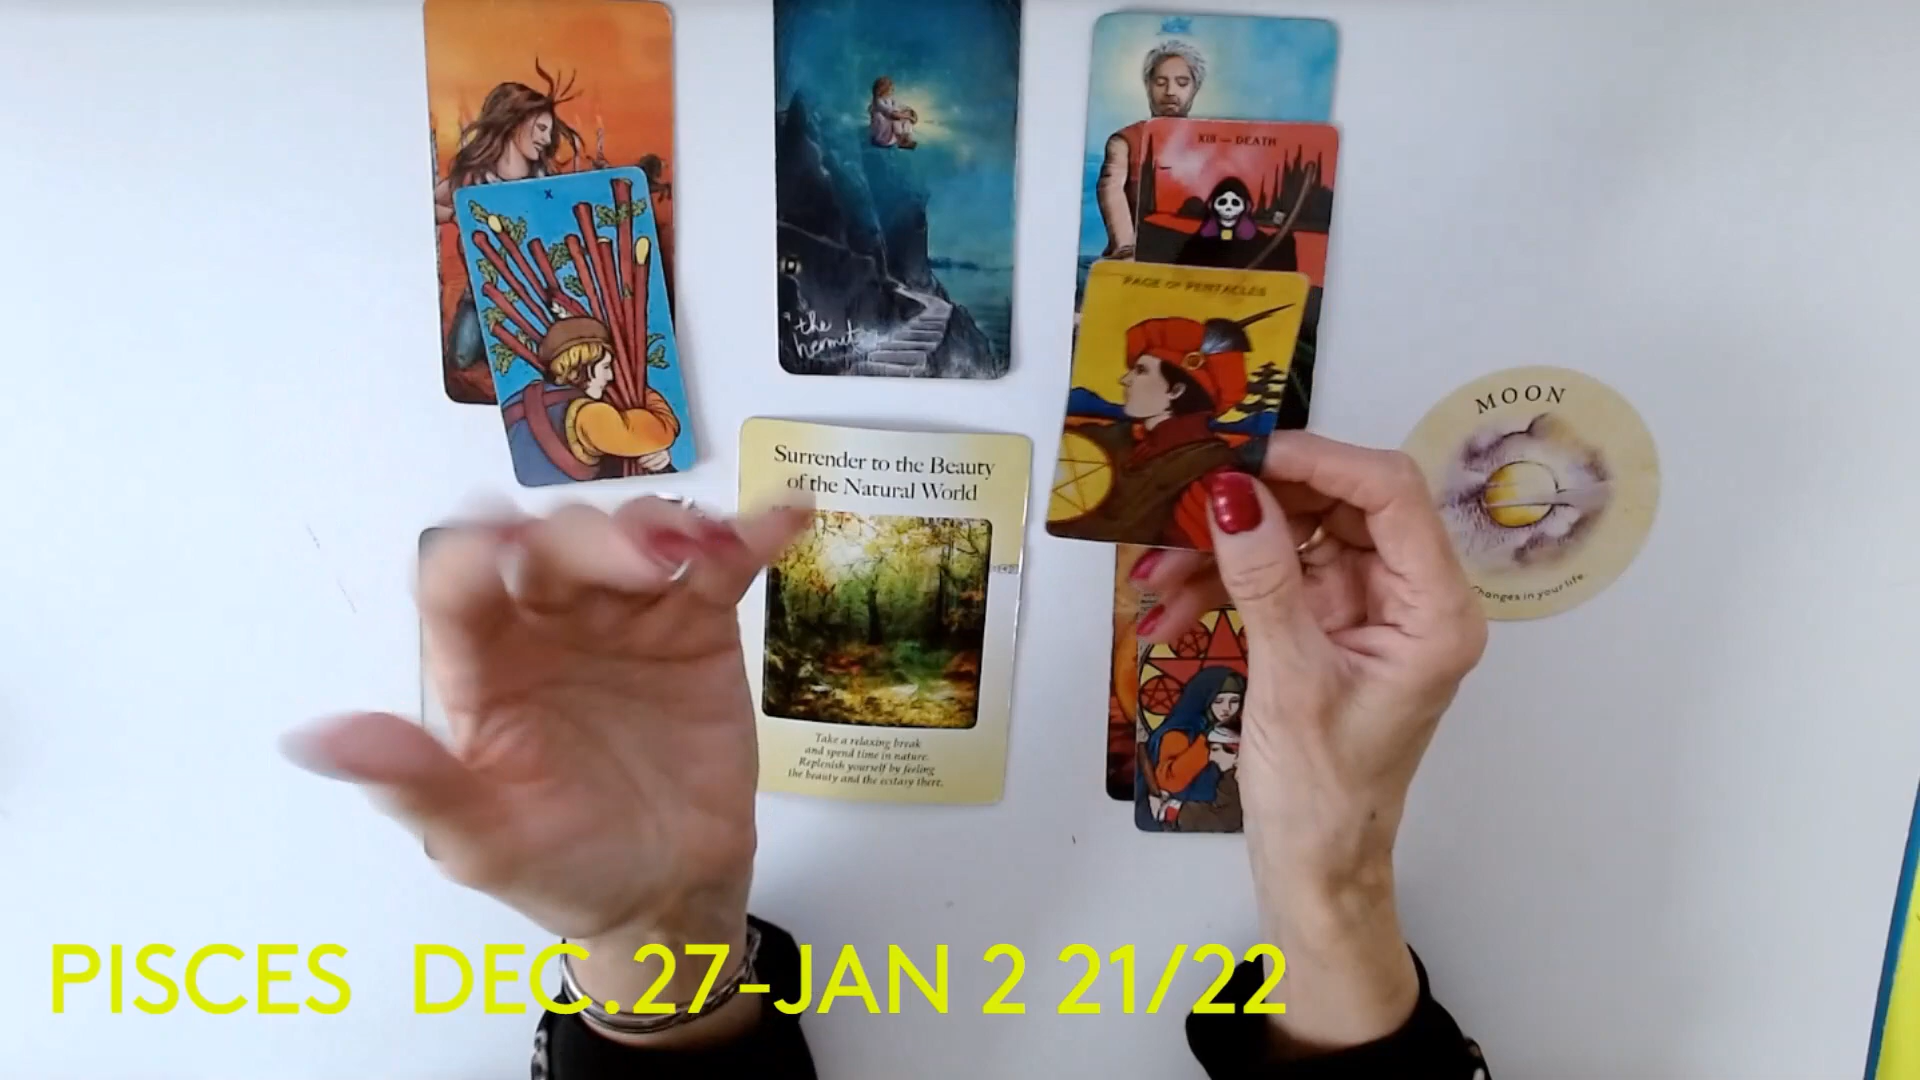 X
the
hermit
XIII — DEATH
PAGE OF PENTACLES
MOON
Changes in your life.
Surrender to the Beauty
of the Natural World
Take a relaxing break
and spend time in nature.
Replenish yourself by feeling
the beauty and the ecstasy there.
PISCES DEC.27-JAN 2 21/22